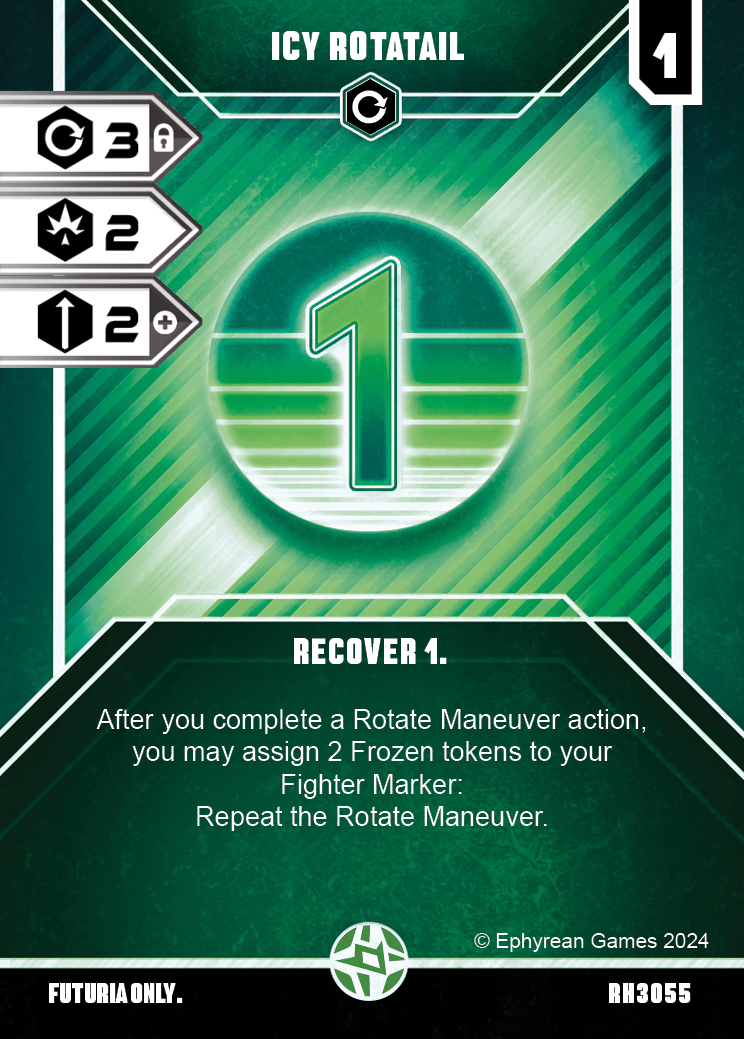 ICY ROTATAIL
1
3
2
2
1
RECOVER 1.
After you complete a Rotate Maneuver action,
you may assign 2 Frozen tokens to your
Fighter Marker:
Repeat the Rotate Maneuver.
© Ephyrean Games 2024
FUTURIA ONLY.
RH3055